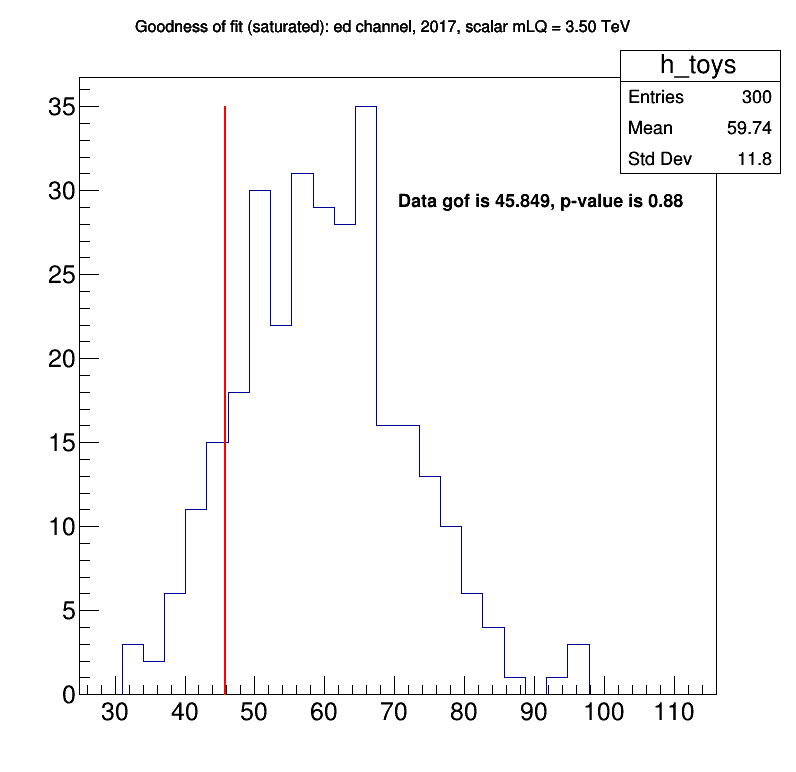 Goodness of fit (saturated): ed channel, 2017, scalar mLQ = 3.50 TeV
h_toys
Entries 300
Mean 59.74
Std Dev 11.8
Data gof is 45.849, p-value is 0.88
35
30
25
20
15
10
5
0
30 40 50 60 70 80 90 100 110